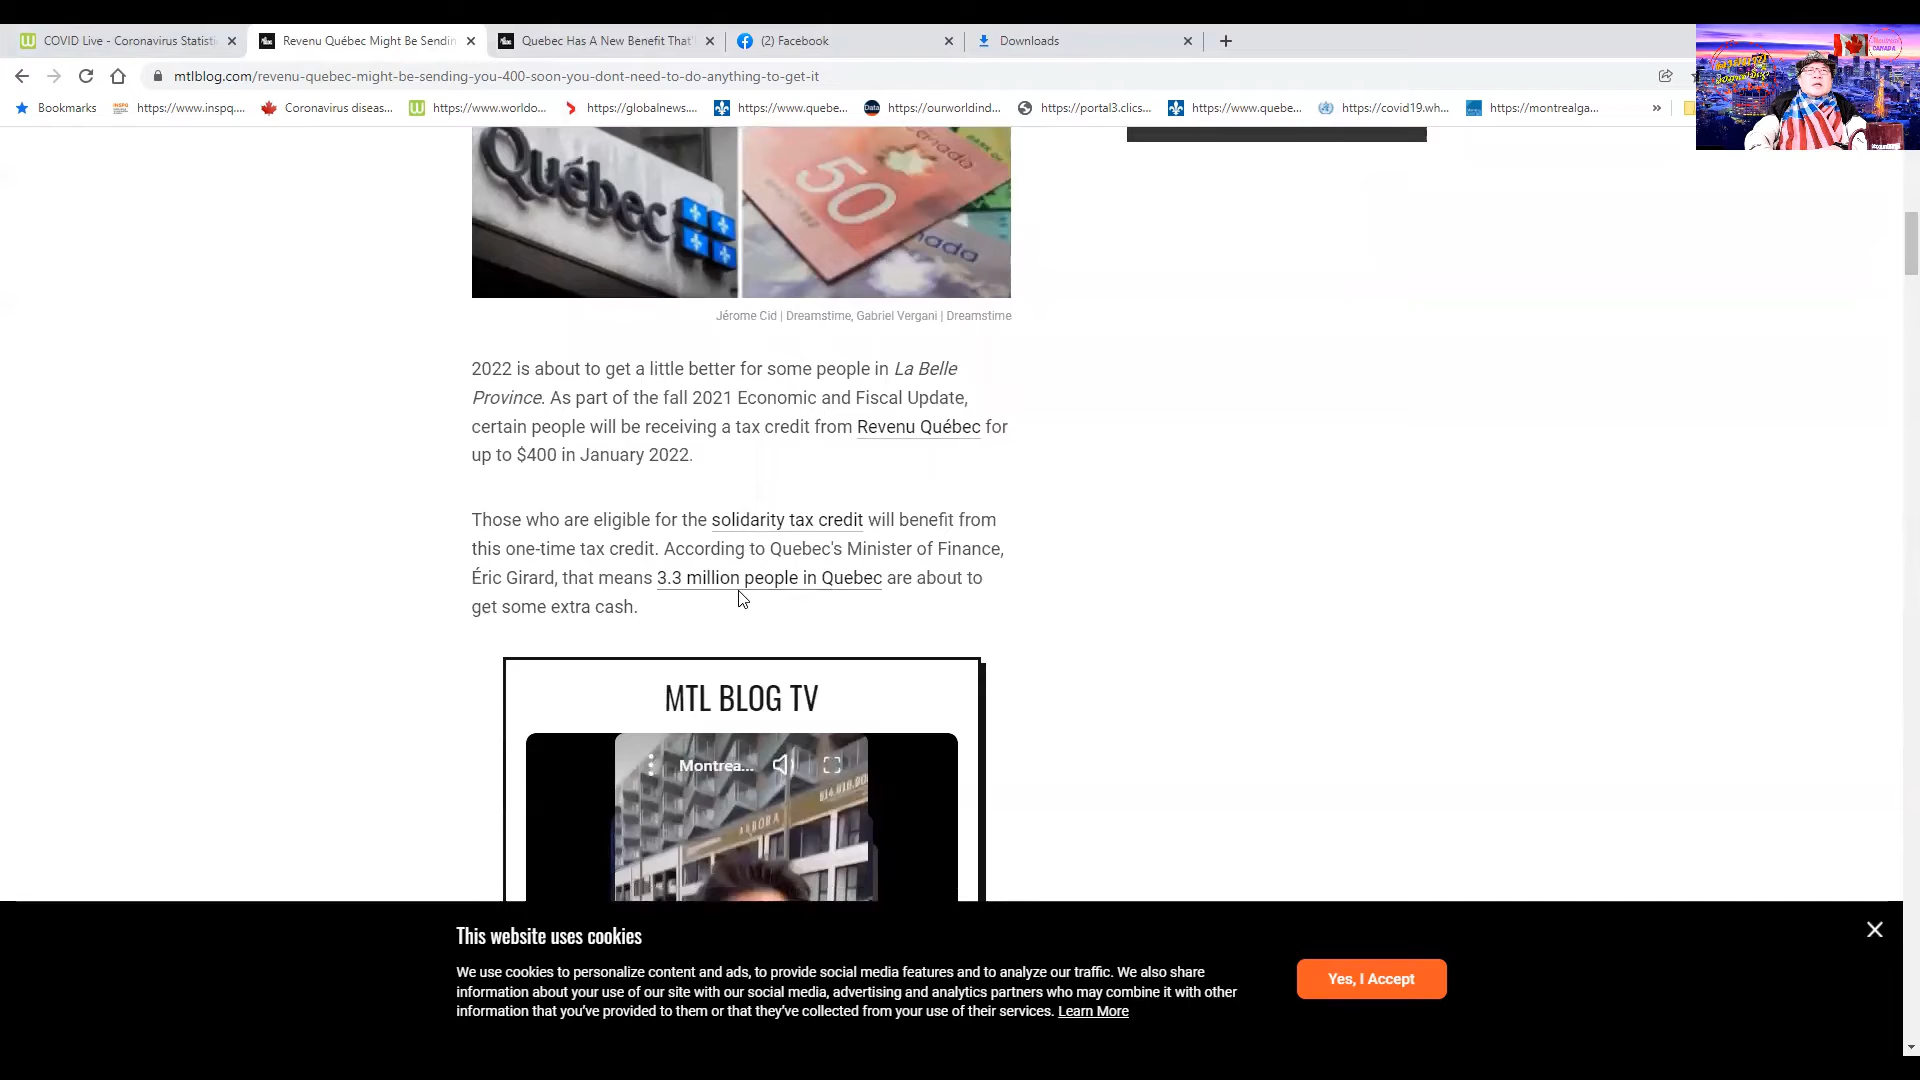 COVID Live - Coronavirus Statisti
Revenu Québec Might Be Sendin
Quebec Has A New Benefit That'
(2) Facebook
Downloads
mtlblog.com/revenu-quebec-might-be-sending-you-400-soon-you-dont-need-to-do-anything-to-get-it
Bookmarks
https://www.inspq....
Coronavirus diseas...
https://www.worldo...
https://globalnews....
https://www.quebe...
https://ourworldind...
https://portal3.clics...
https://www.quebe...
https://covid19.wh...
https://montrealga...
»
CANADA
Québec
50
Canada
nada
Jérome Cid | Dreamstime, Gabriel Vergani | Dreamstime
2022 is about to get a little better for some people in La Belle
Province. As part of the fall 2021 Economic and Fiscal Update,
certain people will be receiving a tax credit from Revenu Québec for
up to $400 in January 2022.
Those who are eligible for the solidarity tax credit will benefit from
this one-time tax credit. According to Quebec's Minister of Finance,
Éric Girard, that means 3.3 million people in Quebec are about to
get some extra cash.
MTL BLOG TV
Montrea...
This website uses cookies
We use cookies to personalize content and ads, to provide social media features and to analyze our traffic. We also share
information about your use of our site with our social media, advertising and analytics partners who may combine it with other
information that you've provided to them or that they've collected from your use of their services. Learn More
Yes, I Accept